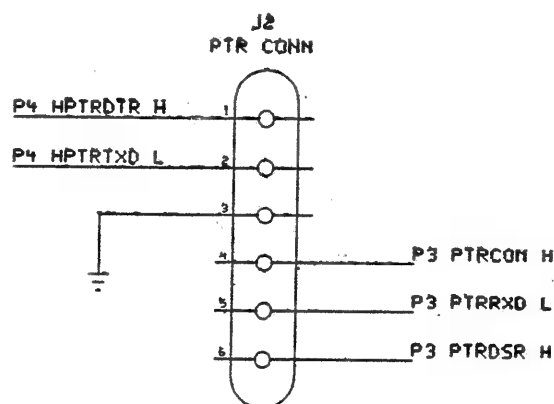 J2
PTR CONN
P4 HPTRDTR H
1
P4 HPTRTXD L
2
3
4
P3 PTRCON H
5
P3 PTRRXD L
6
P3 PTRDSR H